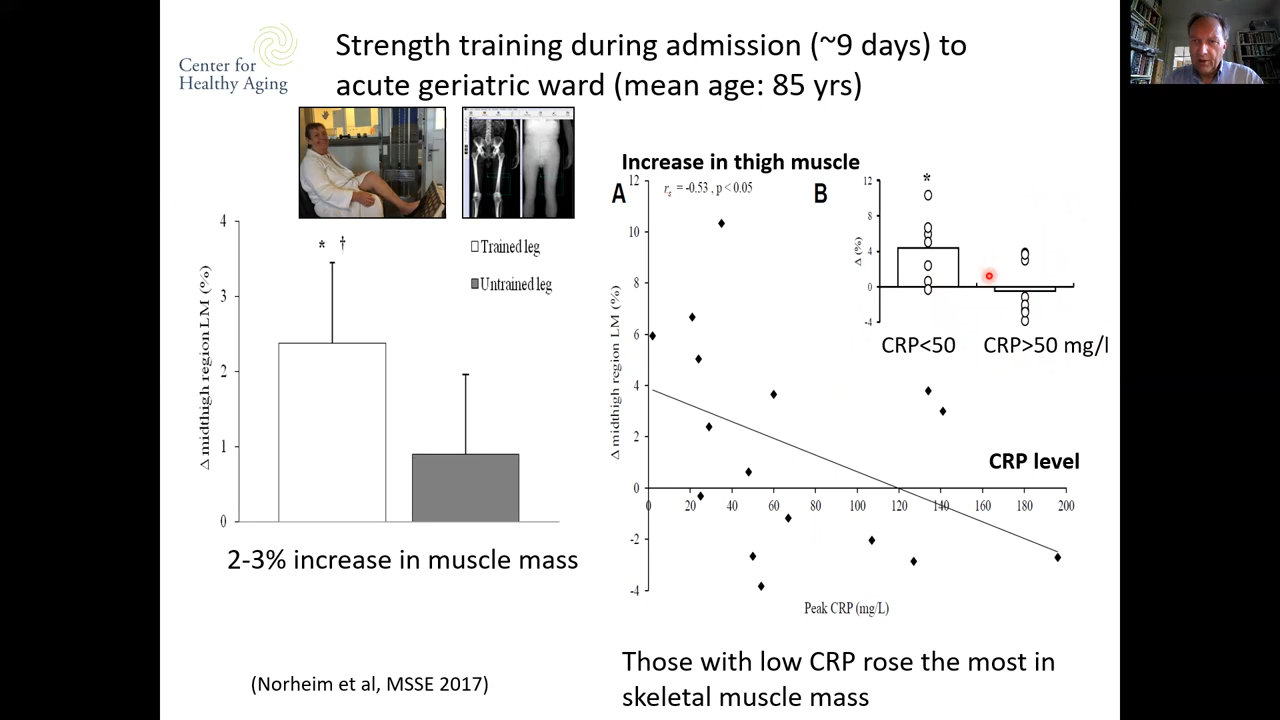 Center for
Healthy Aging
Strength training during admission (~9 days) to
acute geriatric ward (mean age: 85 yrs)
4
3
2
1
0
Δ midthigh region LM (%)
* †
Trained leg
Untrained leg
2-3% increase in muscle mass
(Norheim et al, MSSE 2017)
Increase in thigh muscle
A
rs = -0.53 , p < 0.05
12
10
8
6
4
2
0
-2
-4
Δ midthigh region LM (%)
0
20
40
60
80
100
120
140
160
180
200
CRP level
Peak CRP (mg/L)
B
*
12
8
4
0
-4
Δ (%)
CRP<50
CRP>50 mg/l
Those with low CRP rose the most in
skeletal muscle mass